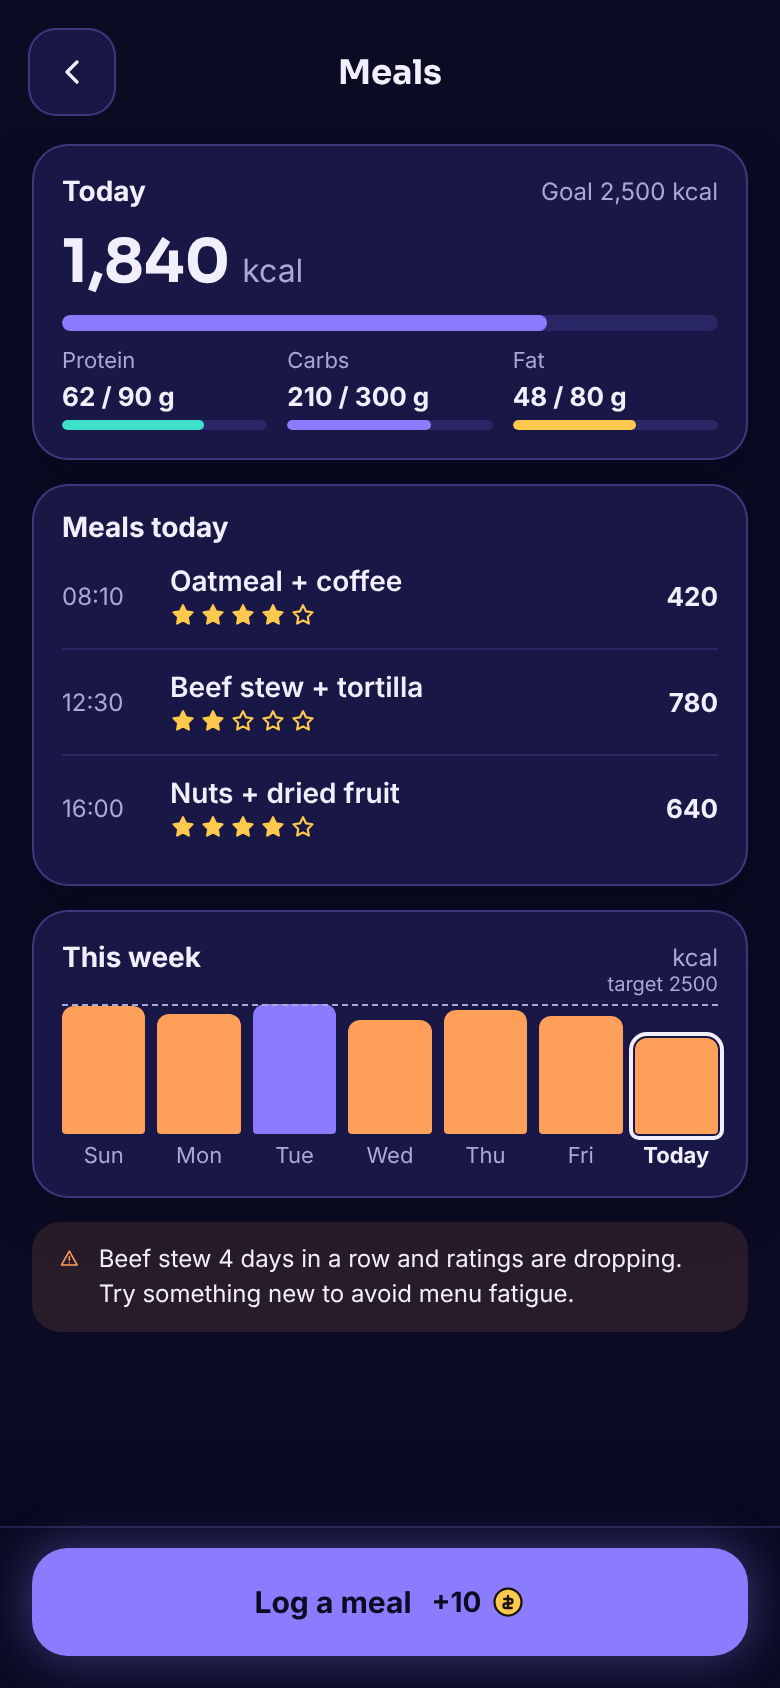 Meals
Today
Goal 2,500 kcal
1,840 kcal
Protein
Carbs
Fat
62 / 90 g
210 / 300 g
48 / 80 g
Meals today
08:10
Oatmeal + coffee
420
12:30
Beef stew + tortilla
780
16:00
Nuts + dried fruit
640
This week
kcal
target 2500
Sun
Mon
Tue
Wed
Thu
Fri
Today
Beef stew 4 days in a row and ratings are dropping.
Try something new to avoid menu fatigue.
Log a meal +10